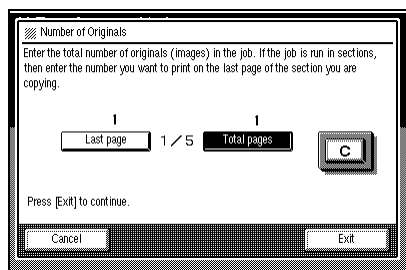 Number of Originals
Enter the total number of originals (images) in the job. If the job is run in sections,
then enter the number you want to print on the last page of the section you are
copying.
1 1
Last page 1/5 Total pages C
Press [Exit] to continue.
Cancel Exit